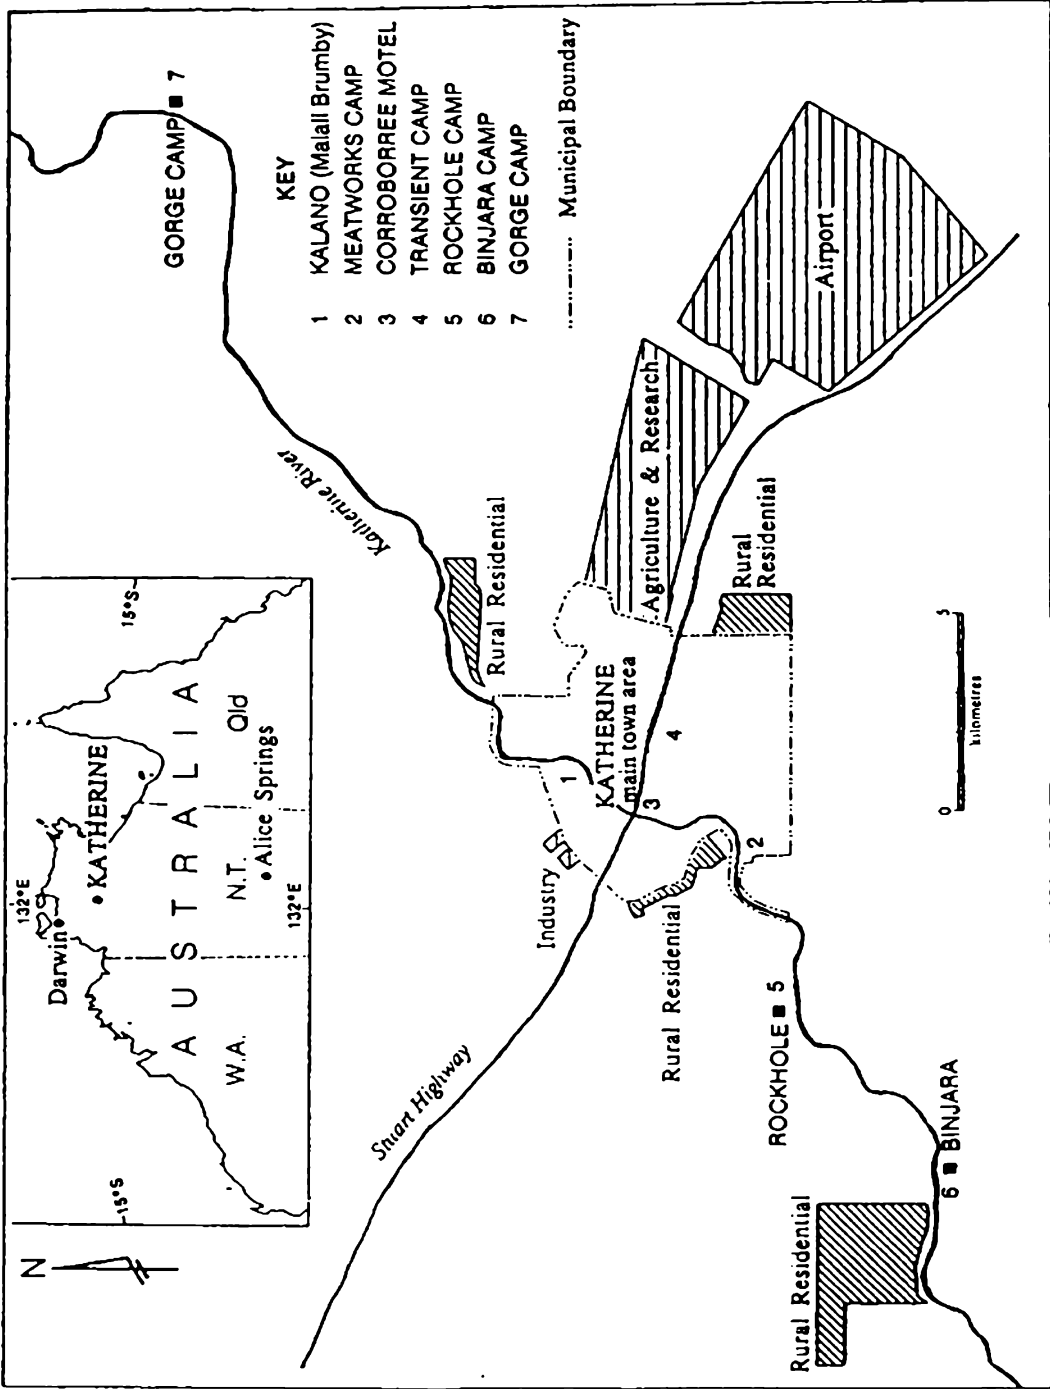 N
132°E
15°S
15°S
132°E
Darwin
KATHERINE
AUSTRALIA
W.A.
N.T.
Qld
Alice Springs
GORGE CAMP 7
KEY
1 KALANO (Malall Brumby)
2 MEATWORKS CAMP
3 CORROBORREE MOTEL
4 TRANSIENT CAMP
5 ROCKHOLE CAMP
6 BINJARA CAMP
7 GORGE CAMP
Municipal Boundary
Katherine River
Rural Residential
Stuart Highway
Industry
1
KATHERINE
main town area
3
4
Agriculture & Research
Airport
Rural Residential
2
Rural
Residential
ROCKHOLE 5
6 BINJARA
Rural Residential
0 5
kilometres